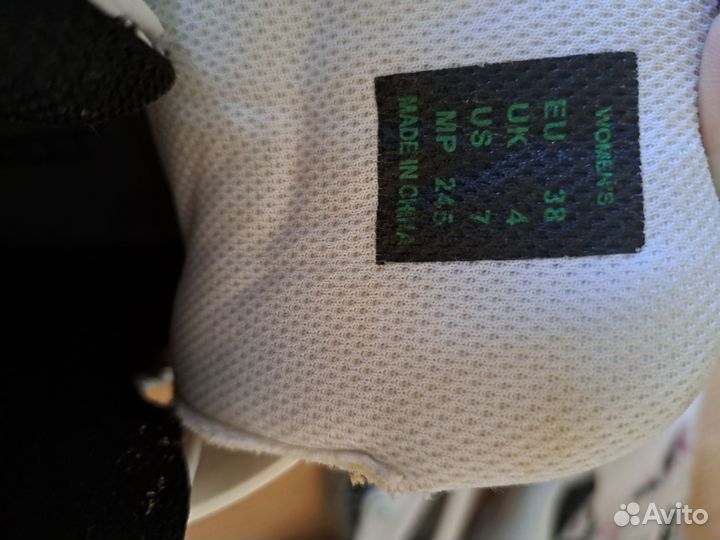 WOMEN'S
EU 38
UK 4
US 7
MP 245
MADE IN CHINA
Avito